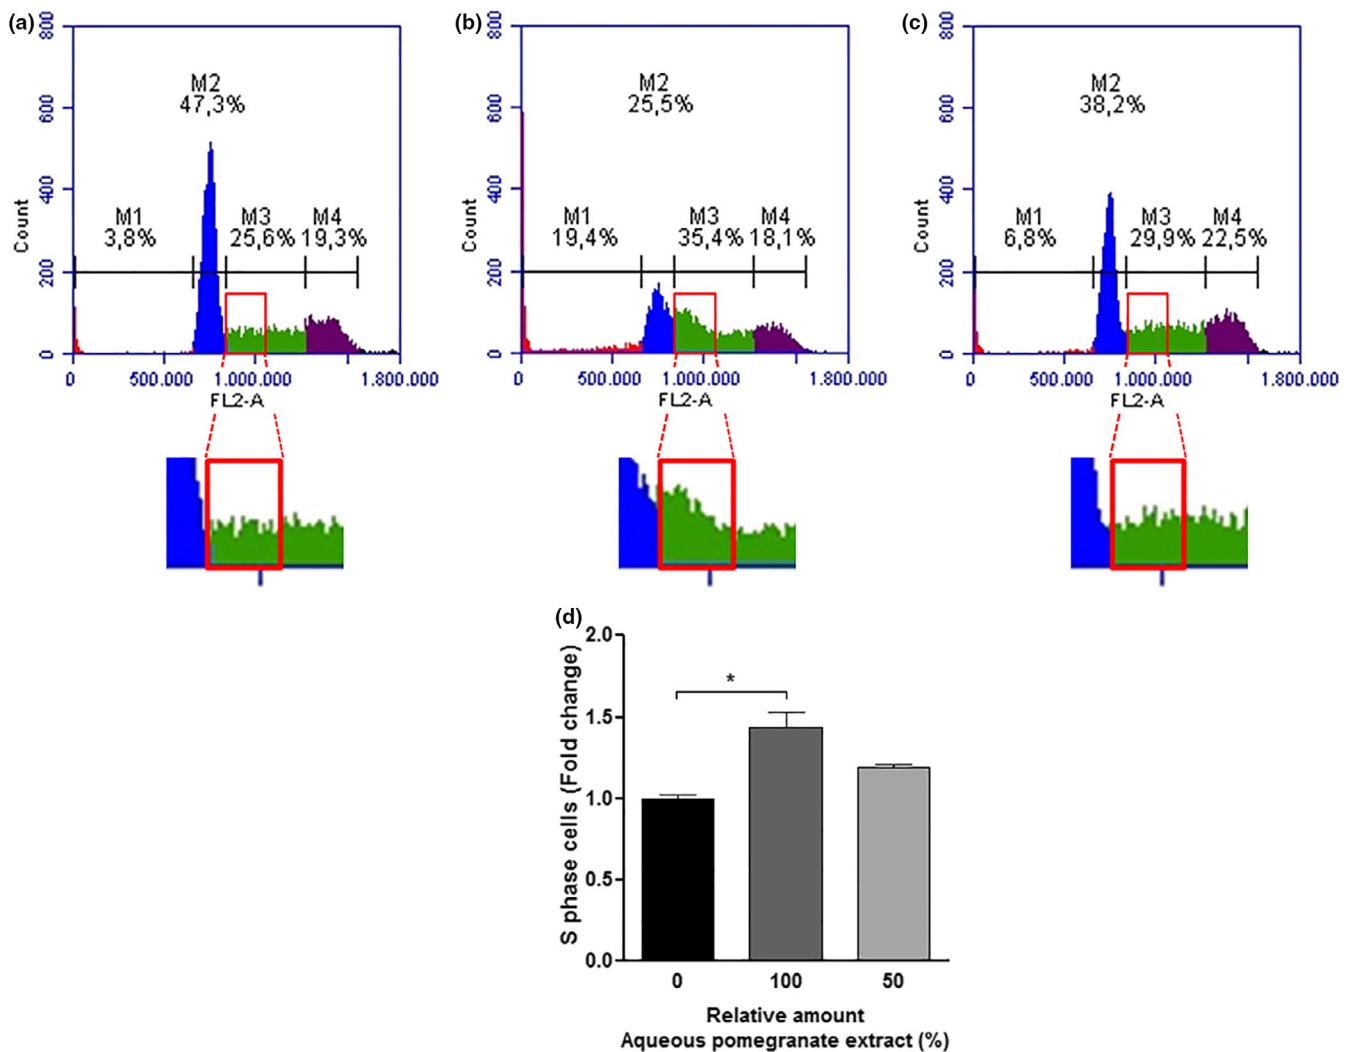 (a)
800
600
400
200
0
Count
M2
47,3%
M1
3,8%
M3
25,6%
M4
19,3%
0
500.000
1.000.000
1.800.000
FL2-A
(b)
800
600
400
200
0
Count
M2
25,5%
M1
19,4%
M3
35,4%
M4
18,1%
0
500.000
1.000.000
1.800.000
FL2-A
(c)
800
600
400
200
0
Count
M2
38,2%
M1
6,8%
M3
29,9%
M4
22,5%
0
500.000
1.000.000
1.800.000
FL2-A
(d)
S phase cells (Fold change)
2.0
1.5
1.0
0.5
0.0
*
0
100
50
Relative amount
Aqueous pomegranate extract (%)